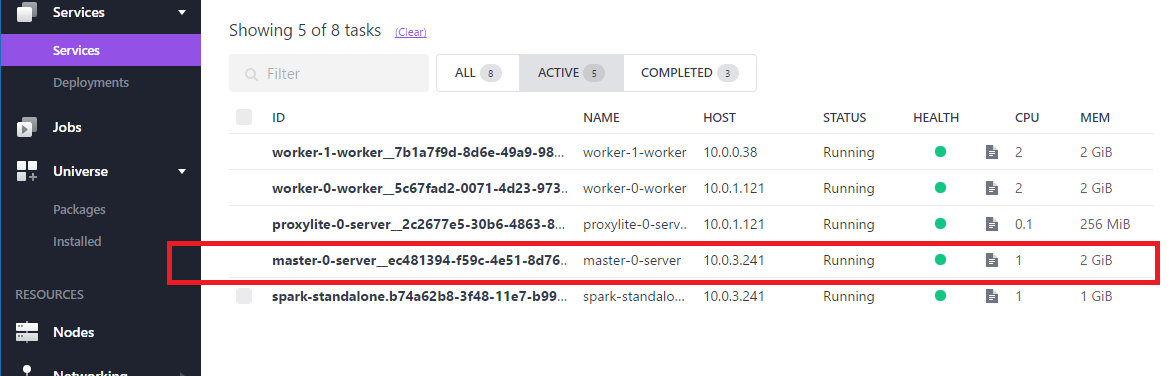 Services
Services
Deployments
Jobs
Universe
Packages
Installed
RESOURCES
Nodes
Networking
Showing 5 of 8 tasks (Clear)
Filter ALL 8 ACTIVE 5 COMPLETED 3
ID NAME HOST STATUS HEALTH CPU MEM
worker-1-worker__7b1a7f9d-8d6e-49a9-98... worker-1-worker 10.0.0.38 Running 2 2 GiB
worker-0-worker__5c67fad2-0071-4d23-973... worker-0-worker 10.0.1.121 Running 2 2 GiB
proxylite-0-server__2c2677e5-30b6-4863-8... proxylite-0-serv... 10.0.1.121 Running 0.1 256 MiB
master-0-server__ec481394-f59c-4e51-8d76... master-0-server 10.0.3.241 Running 1 2 GiB
spark-standalone.b74a62b8-3f48-11e7-b99... spark-standalo... 10.0.3.241 Running 1 1 GiB